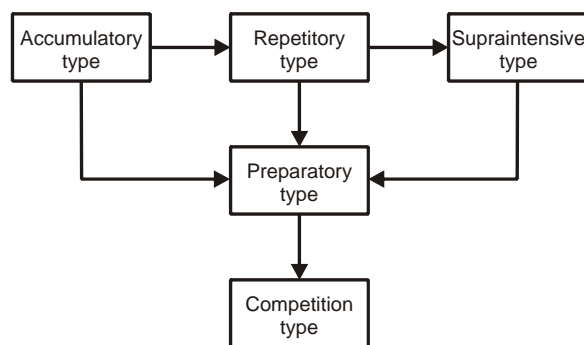 Accumulatory
type
Repetitory
type
Supraintensive
type
Preparatory
type
Competition
type